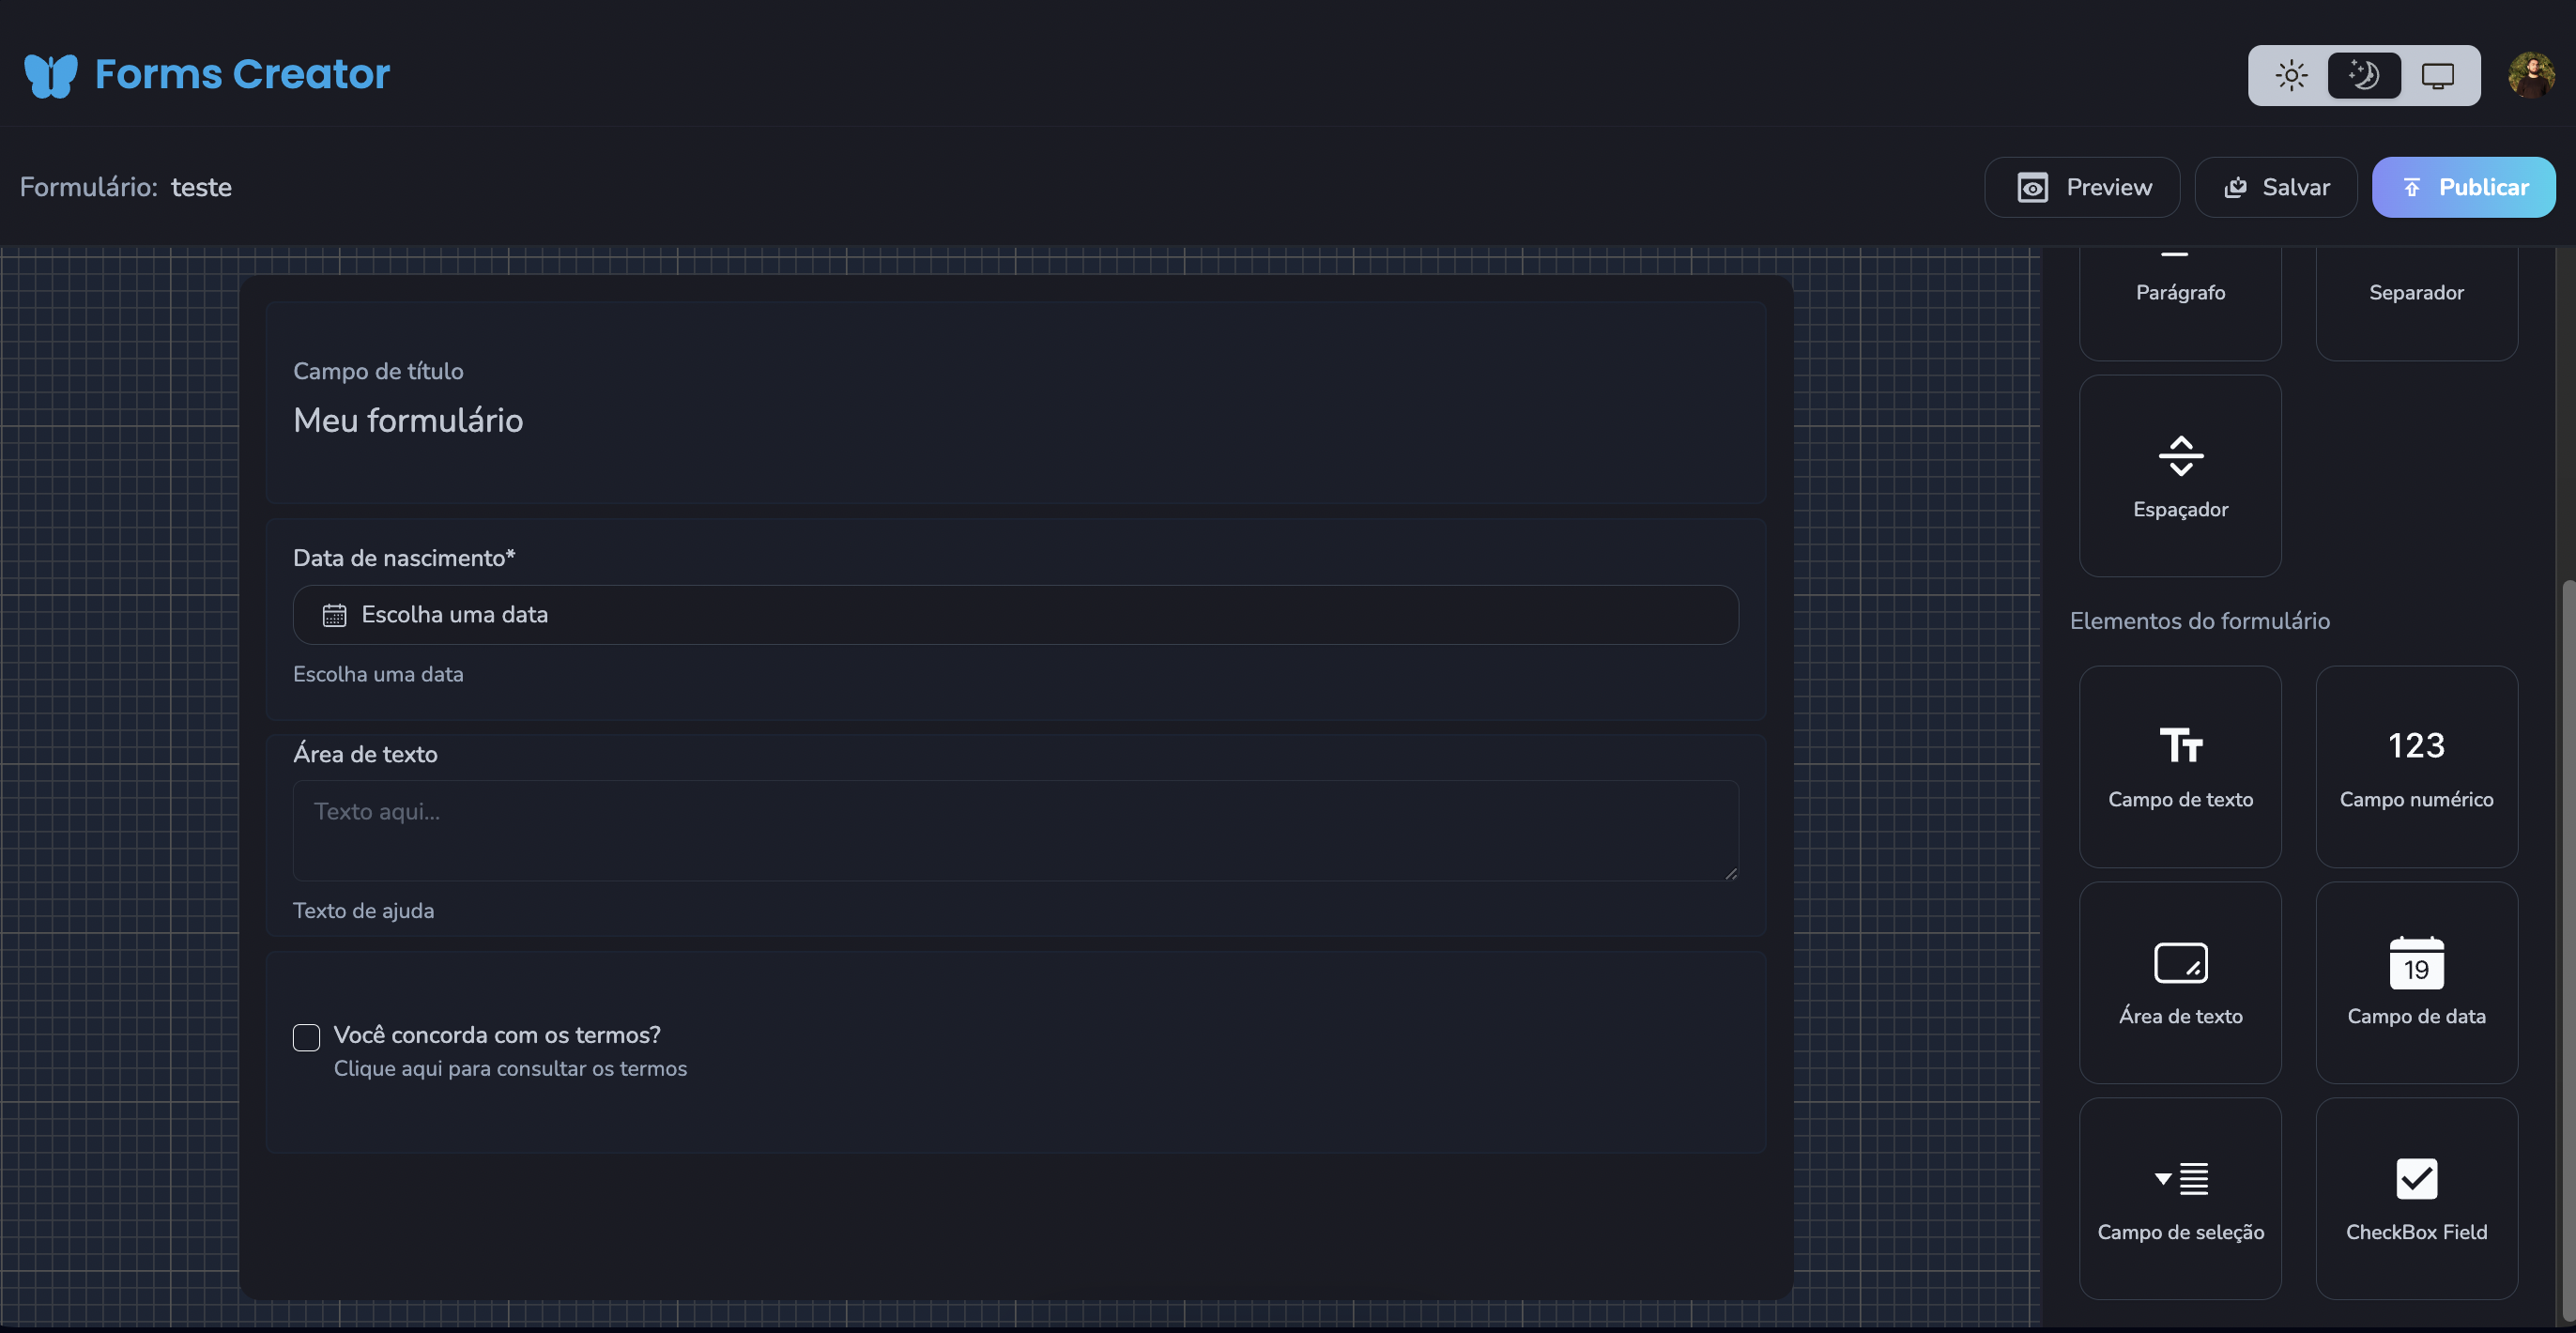 Forms Creator
Formulário: teste
Preview
Salvar
Publicar
Campo de título
Meu formulário
Data de nascimento*
Escolha uma data
Escolha uma data
Área de texto
Texto aqui...
Texto de ajuda
Você concorda com os termos?
Clique aqui para consultar os termos
Parágrafo
Separador
Espaçador
Elementos do formulário
Campo de texto
123
Campo numérico
Área de texto
19
Campo de data
Campo de seleção
CheckBox Field